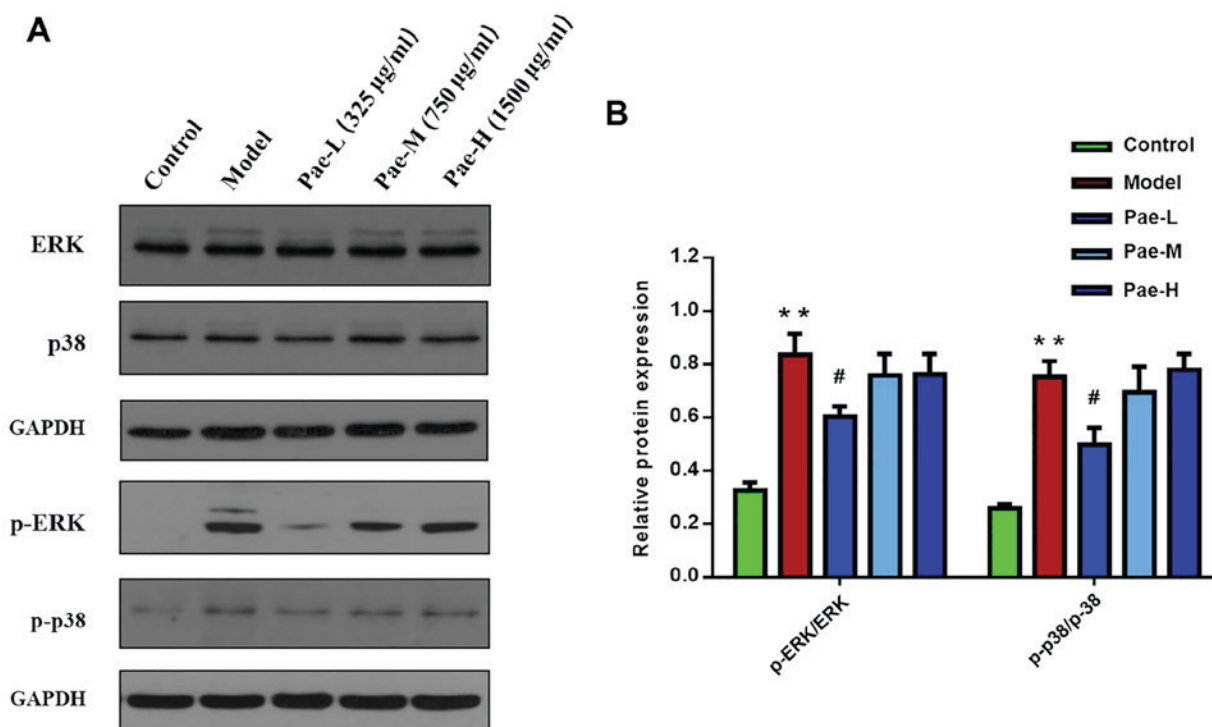 A
Control
Model
Pae-L (325 µg/ml)
Pae-M (750 µg/ml)
Pae-H (1500 µg/ml)
ERK
p38
GAPDH
p-ERK
p-p38
GAPDH
B
Control
Model
Pae-L
Pae-M
Pae-H
Relative protein expression
1.2
1.0
0.8
0.6
0.4
0.2
0.0
**
#
**
#
p-ERK/ERK
p-p38/p-38